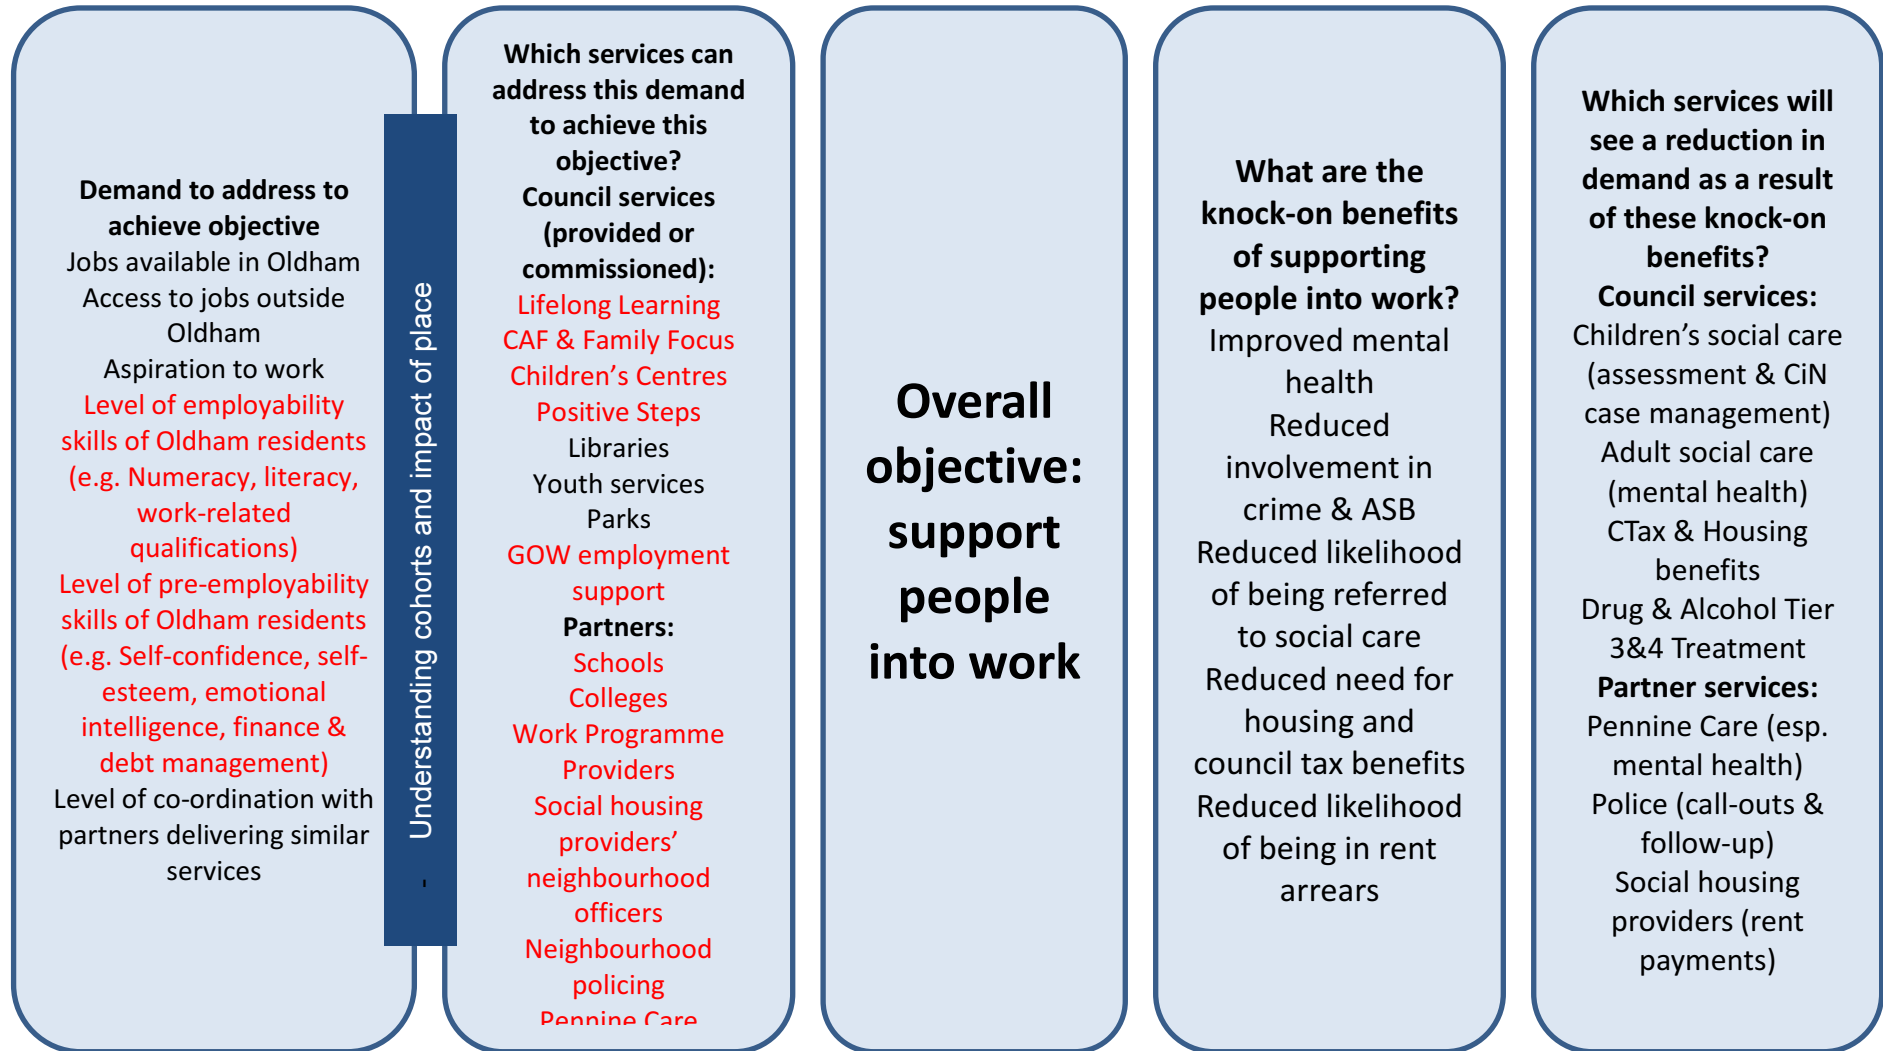 Demand to address to
achieve objective
Jobs available in Oldham
Access to jobs outside
Oldham
Aspiration to work
Level of employability
skills of Oldham residents
(e.g. Numeracy, literacy,
work-related
qualifications)
Level of pre-employability
skills of Oldham residents
(e.g. Self-confidence, self-
esteem, emotional
intelligence, finance &
debt management)
Level of co-ordination with
partners delivering similar
services
Understanding cohorts and impact of place
Which services can
address this demand
to achieve this
objective?
Council services
(provided or
commissioned):
Lifelong Learning
CAF & Family Focus
Children’s Centres
Positive Steps
Libraries
Youth services
Parks
GOW employment
support
Partners:
Schools
Colleges
Work Programme
Providers
Social housing
providers’
neighbourhood
officers
Neighbourhood
policing
Pennine Care
Overall
objective:
support
people
into work
What are the
knock-on benefits
of supporting
people into work?
Improved mental
health
Reduced
involvement in
crime & ASB
Reduced likelihood
of being referred
to social care
Reduced need for
housing and
council tax benefits
Reduced likelihood
of being in rent
arrears
Which services will
see a reduction in
demand as a result
of these knock-on
benefits?
Council services:
Children’s social care
(assessment & CiN
case management)
Adult social care
(mental health)
CTax & Housing
benefits
Drug & Alcohol Tier
3&4 Treatment
Partner services:
Pennine Care (esp.
mental health)
Police (call-outs &
follow-up)
Social housing
providers (rent
payments)